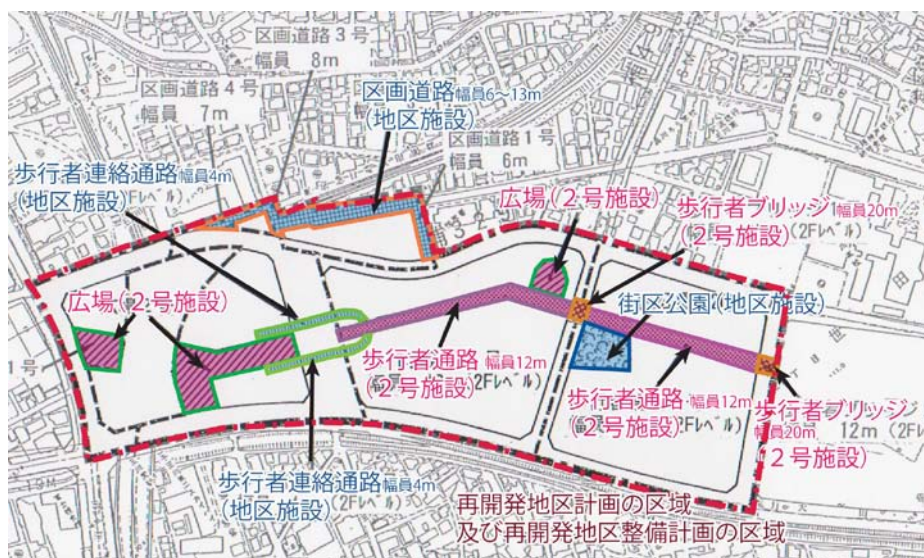 区画道路3号
幅員 8m
区画道路4号
幅員 7m
区画道路幅員6〜13m
(地区施設)
区画道路1号
幅員 6m
歩行者連絡通路幅員4m
(地区施設)
広場(2号施設)
歩行者ブリッジ幅員20m
(2号施設)
(2Fレベル)
広場(2号施設)
街区公園(地区施設)
1号
歩行者通路 幅員12m
(2号施設)
2Fレベル)
歩行者通路 幅員12m
(2号施設)
(2Fレベル)
歩行者ブリッジ
幅員20m
12m
(2号施設)
歩行者連絡通路幅員4m
(地区施設)
(2Fレベル)
再開発地区計画の区域
及び再開発地区整備計画の区域